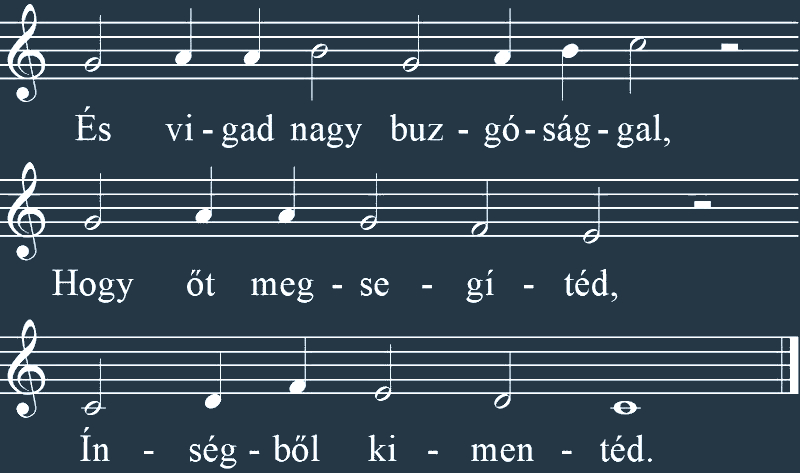 És vi - gad nagy buz - gó - ság - gal,
Hogy őt meg - se - gí - téd,
Ín - ség - ből ki - men - téd.